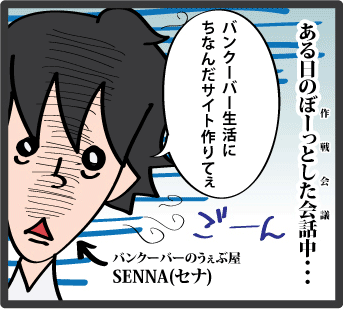 ある日のぼーっとした会話中・・・
作戦会議
バンクーバー生活に
ちなんだサイト作りてぇ
ごーん
バンクーバーのうぇぶ屋
SENNA(セナ)